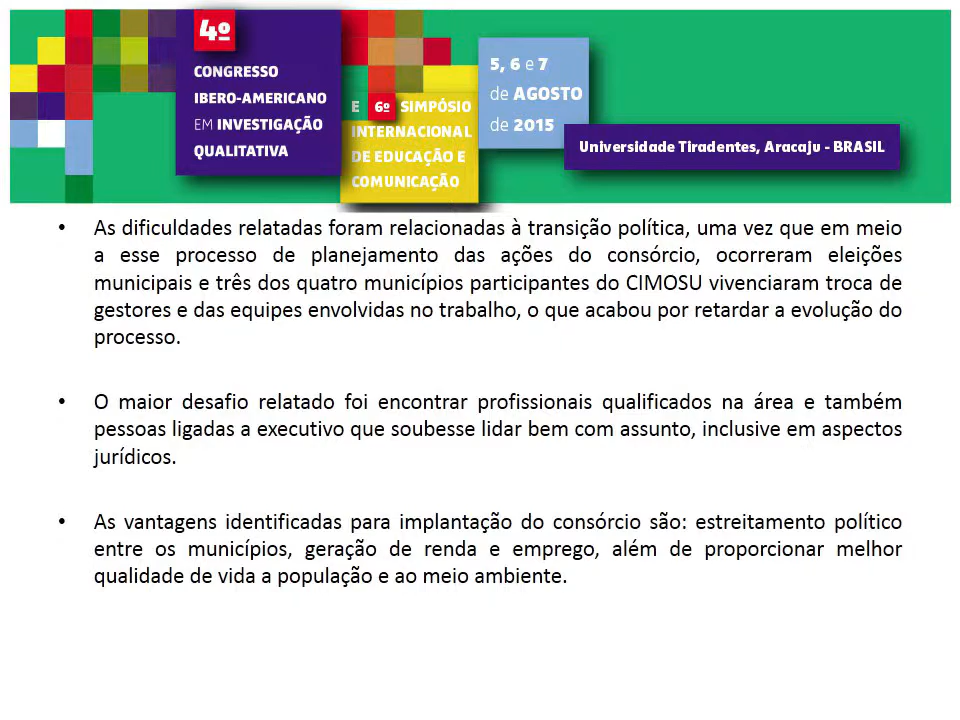 4º
CONGRESSO
IBERO-AMERICANO
EM INVESTIGAÇÃO
QUALITATIVA
E 6º SIMPÓSIO
INTERNACIONAL
DE EDUCAÇÃO E
COMUNICAÇÃO
5, 6 e 7
de AGOSTO
de 2015
Universidade Tiradentes, Aracaju - BRASIL
• As dificuldades relatadas foram relacionadas à transição política, uma vez que em meio
a esse processo de planejamento das ações do consórcio, ocorreram eleições
municipais e três dos quatro municípios participantes do CIMOSU vivenciaram troca de
gestores e das equipes envolvidas no trabalho, o que acabou por retardar a evolução do
processo.
• O maior desafio relatado foi encontrar profissionais qualificados na área e também
pessoas ligadas a executivo que soubesse lidar bem com assunto, inclusive em aspectos
jurídicos.
• As vantagens identificadas para implantação do consórcio são: estreitamento político
entre os municípios, geração de renda e emprego, além de proporcionar melhor
qualidade de vida a população e ao meio ambiente.